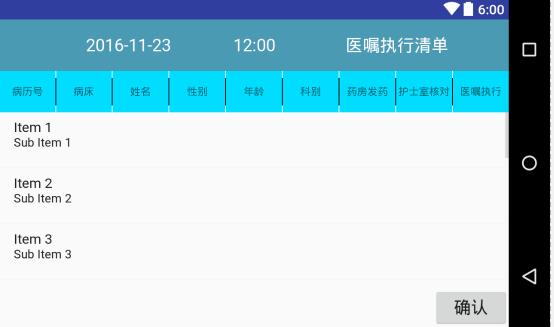 6:00
2016-11-23 12:00 医嘱执行清单
病历号 病床 姓名 性别 年龄 科别 药房发药 护士室核对 医嘱执行
Item 1
Sub Item 1
Item 2
Sub Item 2
Item 3
Sub Item 3
确认